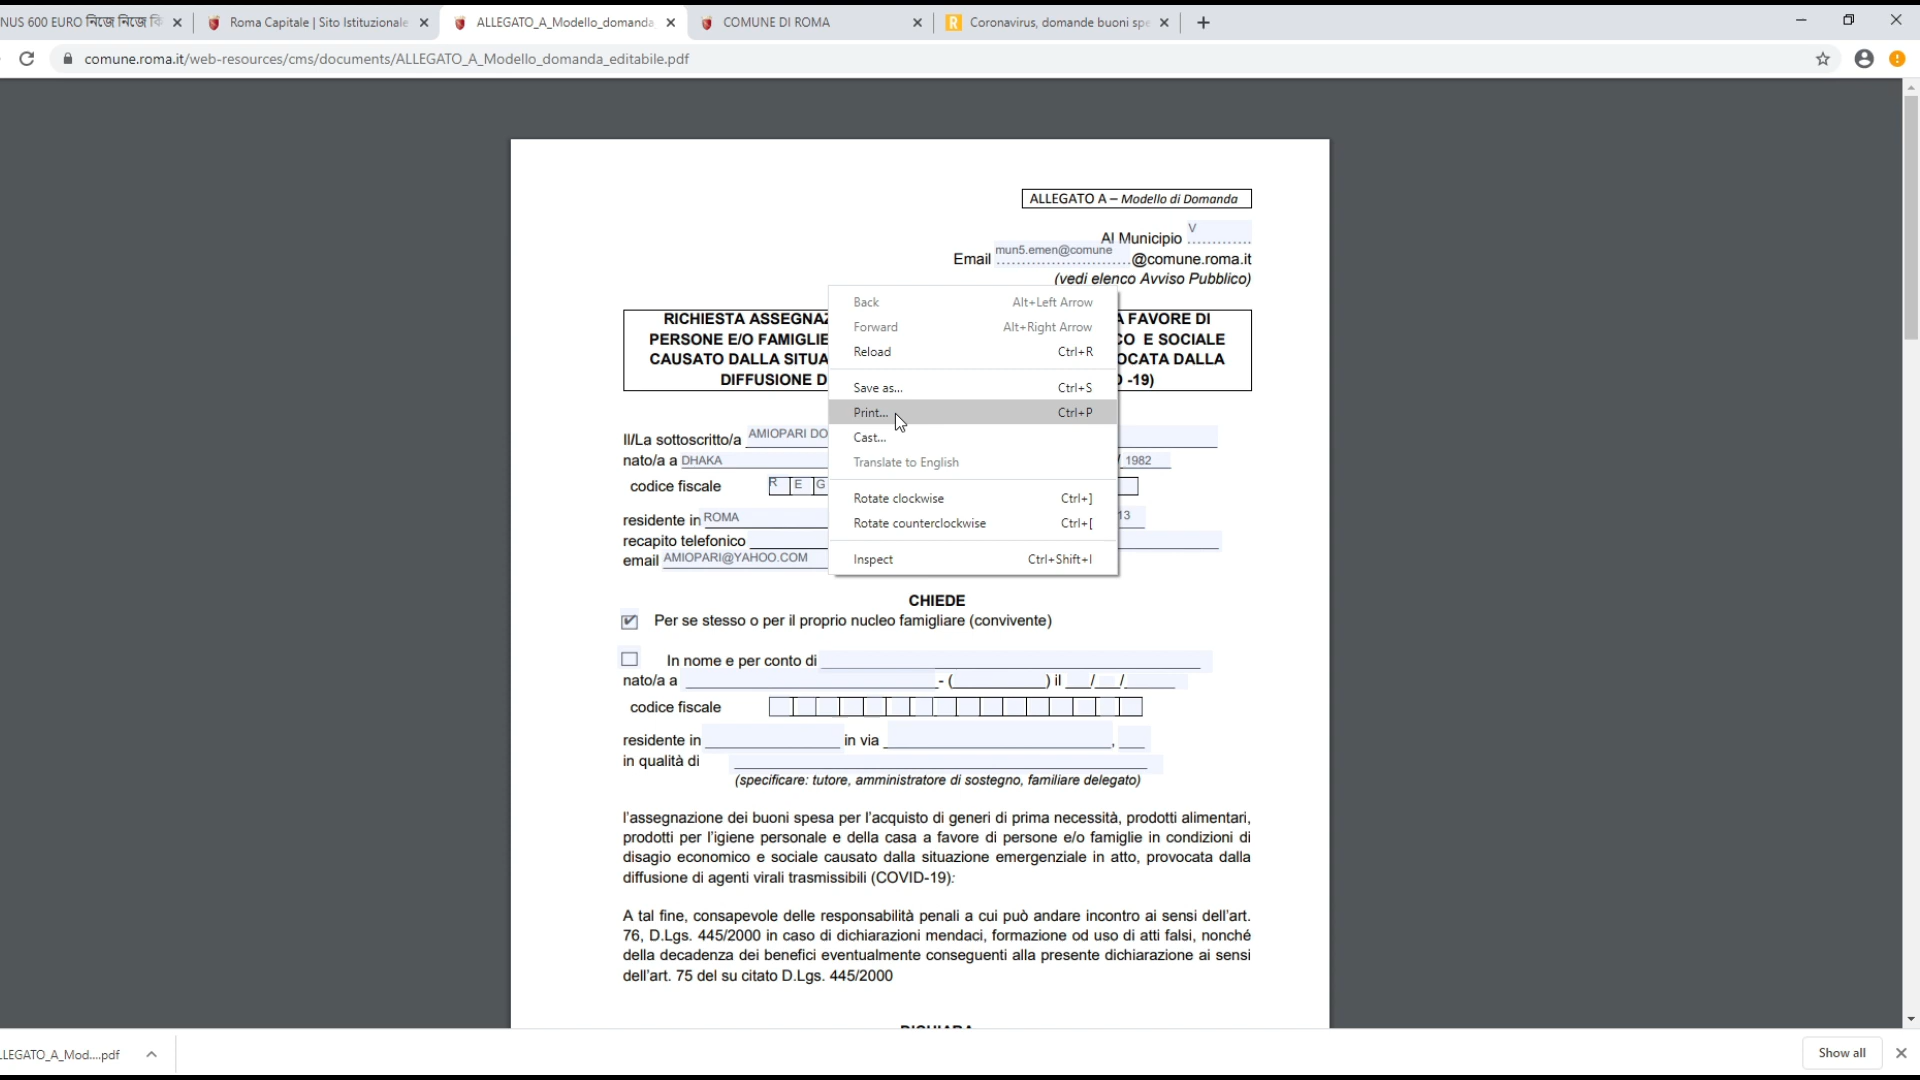 NUS 600 EURO নিজে নিজে কি
Roma Capitale | Sito Istituzionale
ALLEGATO_A_Modello_domanda
COMUNE DI ROMA
Coronavirus, domande buoni spe
comune.roma.it/web-resources/cms/documents/ALLEGATO_A_Modello_domanda_editabile.pdf
ALLEGATO A – Modello di Domanda
Al Municipio V
Email mun5.emen@comune @comune.roma.it
(vedi elenco Avviso Pubblico)
RICHIESTA ASSEGNAZ A FAVORE DI
PERSONE E/O FAMIGLIE CO E SOCIALE
CAUSATO DALLA SITUA OCATA DALLA
DIFFUSIONE D -19)
Back Alt+Left Arrow
Forward Alt+Right Arrow
Reload Ctrl+R
Save as... Ctrl+S
Print... Ctrl+P
Cast...
Translate to English
Rotate clockwise Ctrl+]
Rotate counterclockwise Ctrl+[
Inspect Ctrl+Shift+I
Il/La sottoscritto/a AMIOPARI DO
nato/a a DHAKA / 1982
codice fiscale R E G
residente in ROMA 13
recapito telefonico
email AMIOPARI@YAHOO.COM
CHIEDE
Per se stesso o per il proprio nucleo famigliare (convivente)
In nome e per conto di
nato/a a - ( ) il / /
codice fiscale
residente in in via ,
in qualità di
(specificare: tutore, amministratore di sostegno, familiare delegato)
l'assegnazione dei buoni spesa per l'acquisto di generi di prima necessità, prodotti alimentari,
prodotti per l'igiene personale e della casa a favore di persone e/o famiglie in condizioni di
disagio economico e sociale causato dalla situazione emergenziale in atto, provocata dalla
diffusione di agenti virali trasmissibili (COVID-19):
A tal fine, consapevole delle responsabilità penali a cui può andare incontro ai sensi dell'art.
76, D.Lgs. 445/2000 in caso di dichiarazioni mendaci, formazione od uso di atti falsi, nonché
della decadenza dei benefici eventualmente conseguenti alla presente dichiarazione ai sensi
dell'art. 75 del su citato D.Lgs. 445/2000
DICHIARA
LLEGATO_A_Mod....pdf
Show all